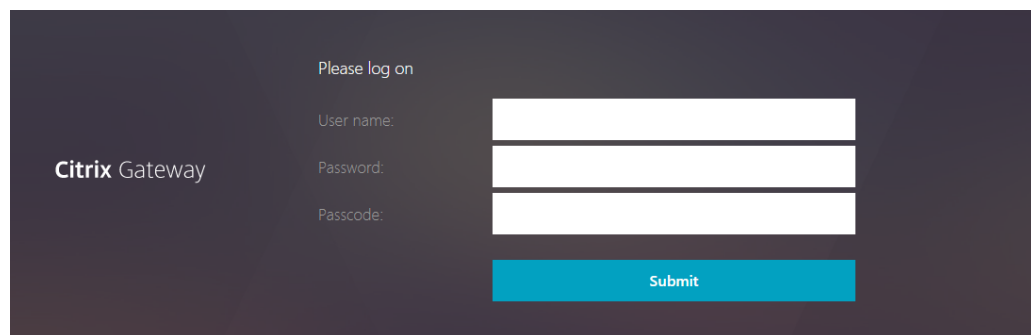 Please log on
User name:
Citrix Gateway
Password:
Passcode:
Submit